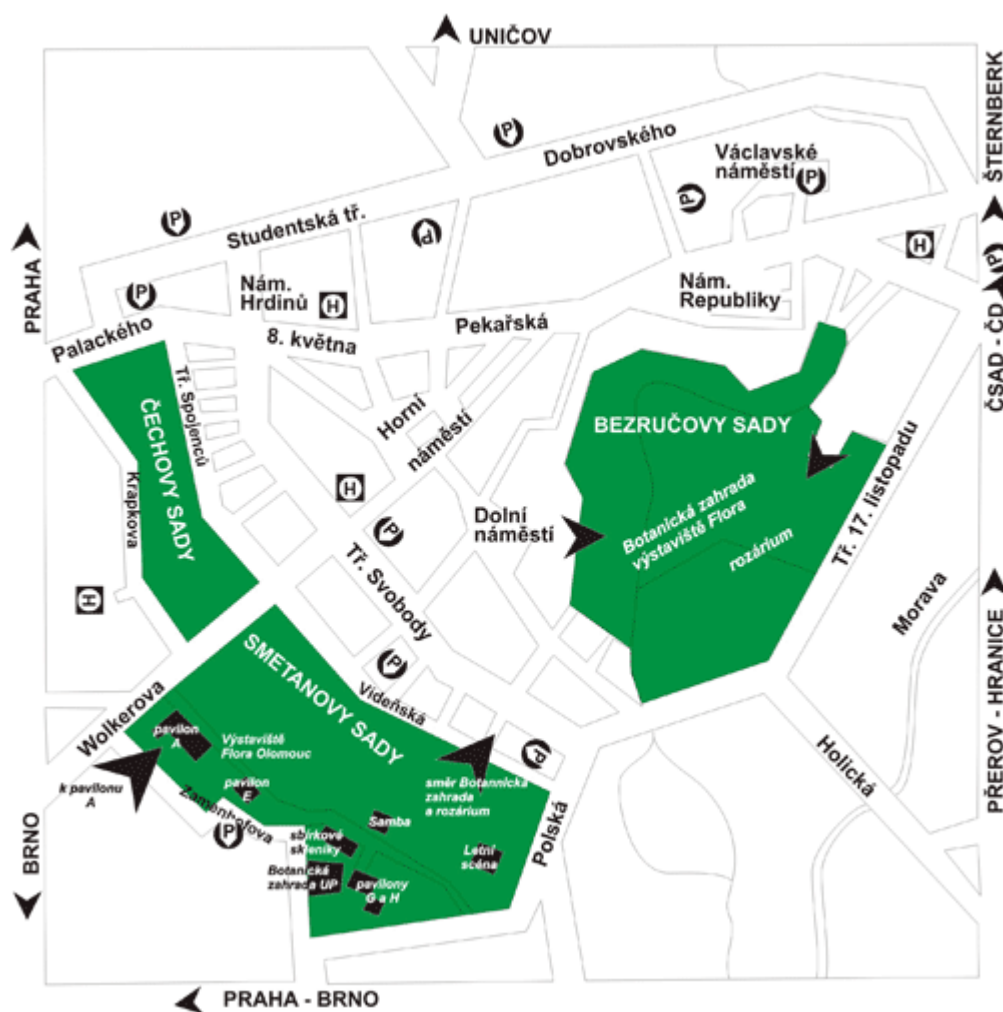 UNIČOV
ŠTERNBERK
P
Dobrovského
Václavské
náměstí
P
P
P
Studentská tř.
P
H
P
PRAHA
Nám.
Hrdinů
H
P
Nám.
Republiky
ČSAD - ČD
Palackého
8. května
Pekařská
Tř. Spojenců
ČECHOVY SADY
Krapkova
Horní
náměstí
BEZRUČOVY SADY
H
Dolní
náměstí
Botanická zahrada
výstaviště Flora
rozárium
Tř. 17. listopadu
P
Tř. Svobody
H
Morava
SMETANOVY SADY
P
Videňská
Wolkerova
pavilon
A
Výstaviště
Flora Olomouc
k pavilonu
A
pavilon
E
směr Botannická
zahrada
a rozárium
P
Holická
PŘEROV - HRANICE
Zamenhofova
P
Samba
sbírkové
skleníky
Letní
scéna
Polská
BRNO
Botanická
zahrada UP
pavilony
G a H
PRAHA - BRNO